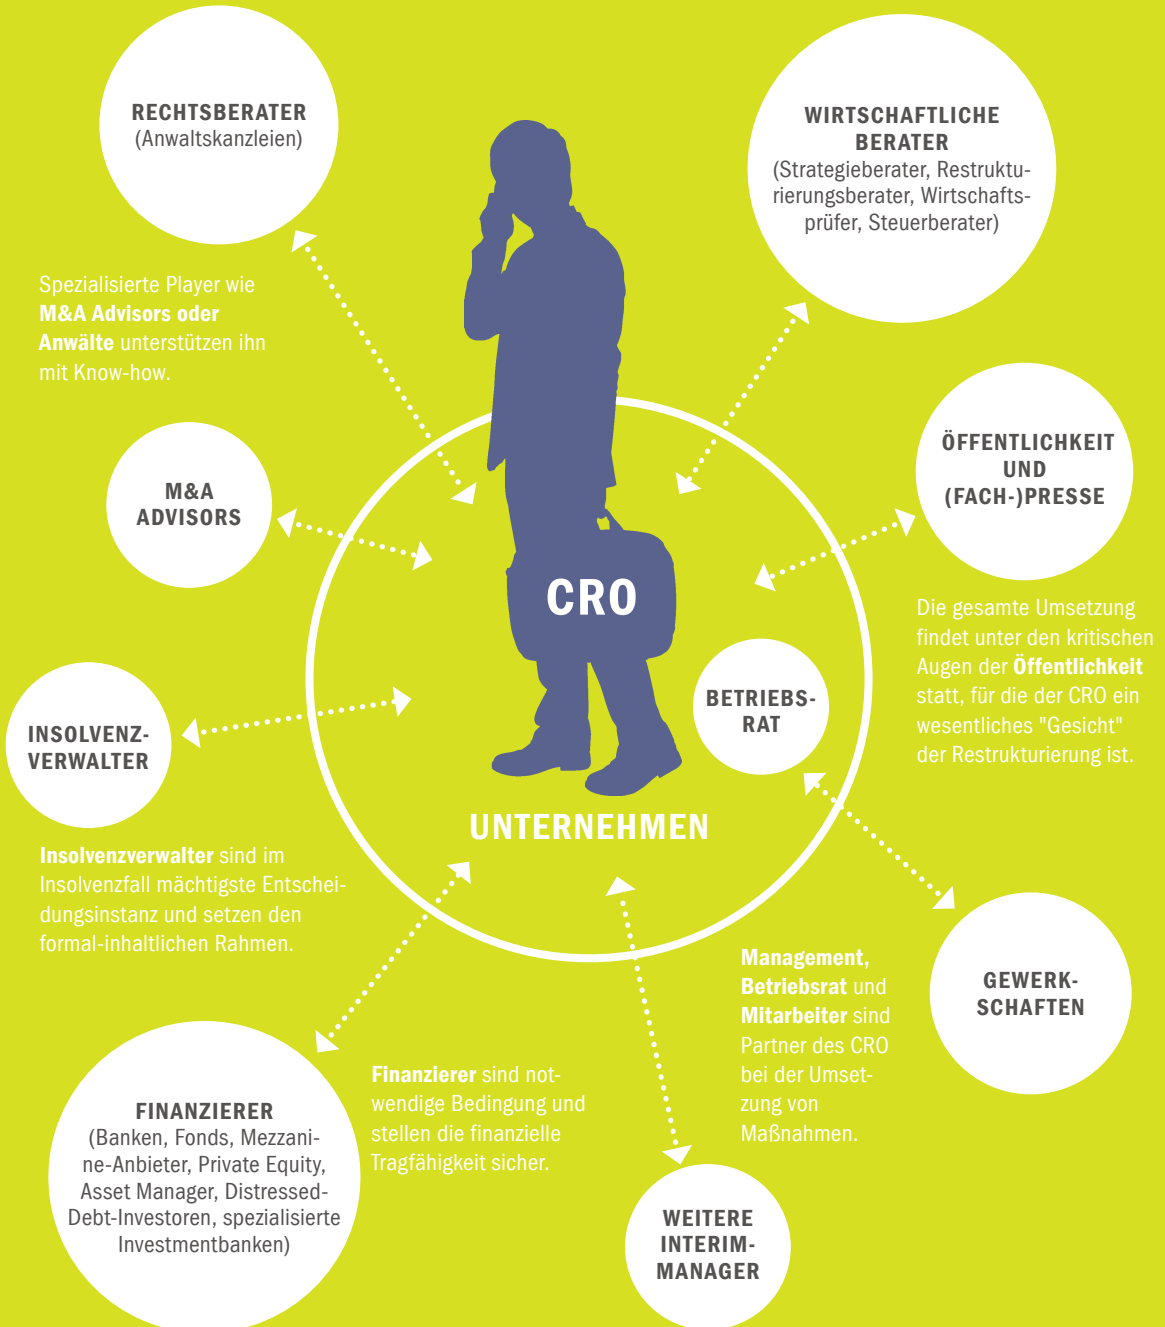 RECHTSBERATER
(Anwaltskanzleien)
WIRTSCHAFTLICHE
BERATER
(Strategieberater, Restruktu-
rierungsberater, Wirtschafts-
prüfer, Steuerberater)
Spezialisierte Player wie
M&A Advisors oder
Anwälte unterstützen ihn
mit Know-how.
M&A
ADVISORS
ÖFFENTLICHKEIT
UND
(FACH-)PRESSE
CRO
Die gesamte Umsetzung
findet unter den kritischen
Augen der Öffentlichkeit
statt, für die der CRO ein
wesentliches "Gesicht"
der Restrukturierung ist.
BETRIEBS-
RAT
INSOLVENZ-
VERWALTER
UNTERNEHMEN
Insolvenzverwalter sind im
Insolvenzfall mächtigste Entschei-
dungsinstanz und setzen den
formal-inhaltlichen Rahmen.
Management,
Betriebsrat und
Mitarbeiter sind
Partner des CRO
bei der Umset-
zung von
Maßnahmen.
GEWERK-
SCHAFTEN
Finanzierer sind not-
wendige Bedingung und
stellen die finanzielle
Tragfähigkeit sicher.
FINANZIERER
(Banken, Fonds, Mezzani-
ne-Anbieter, Private Equity,
Asset Manager, Distressed-
Debt-Investoren, spezialisierte
Investmentbanken)
WEITERE
INTERIM-
MANAGER